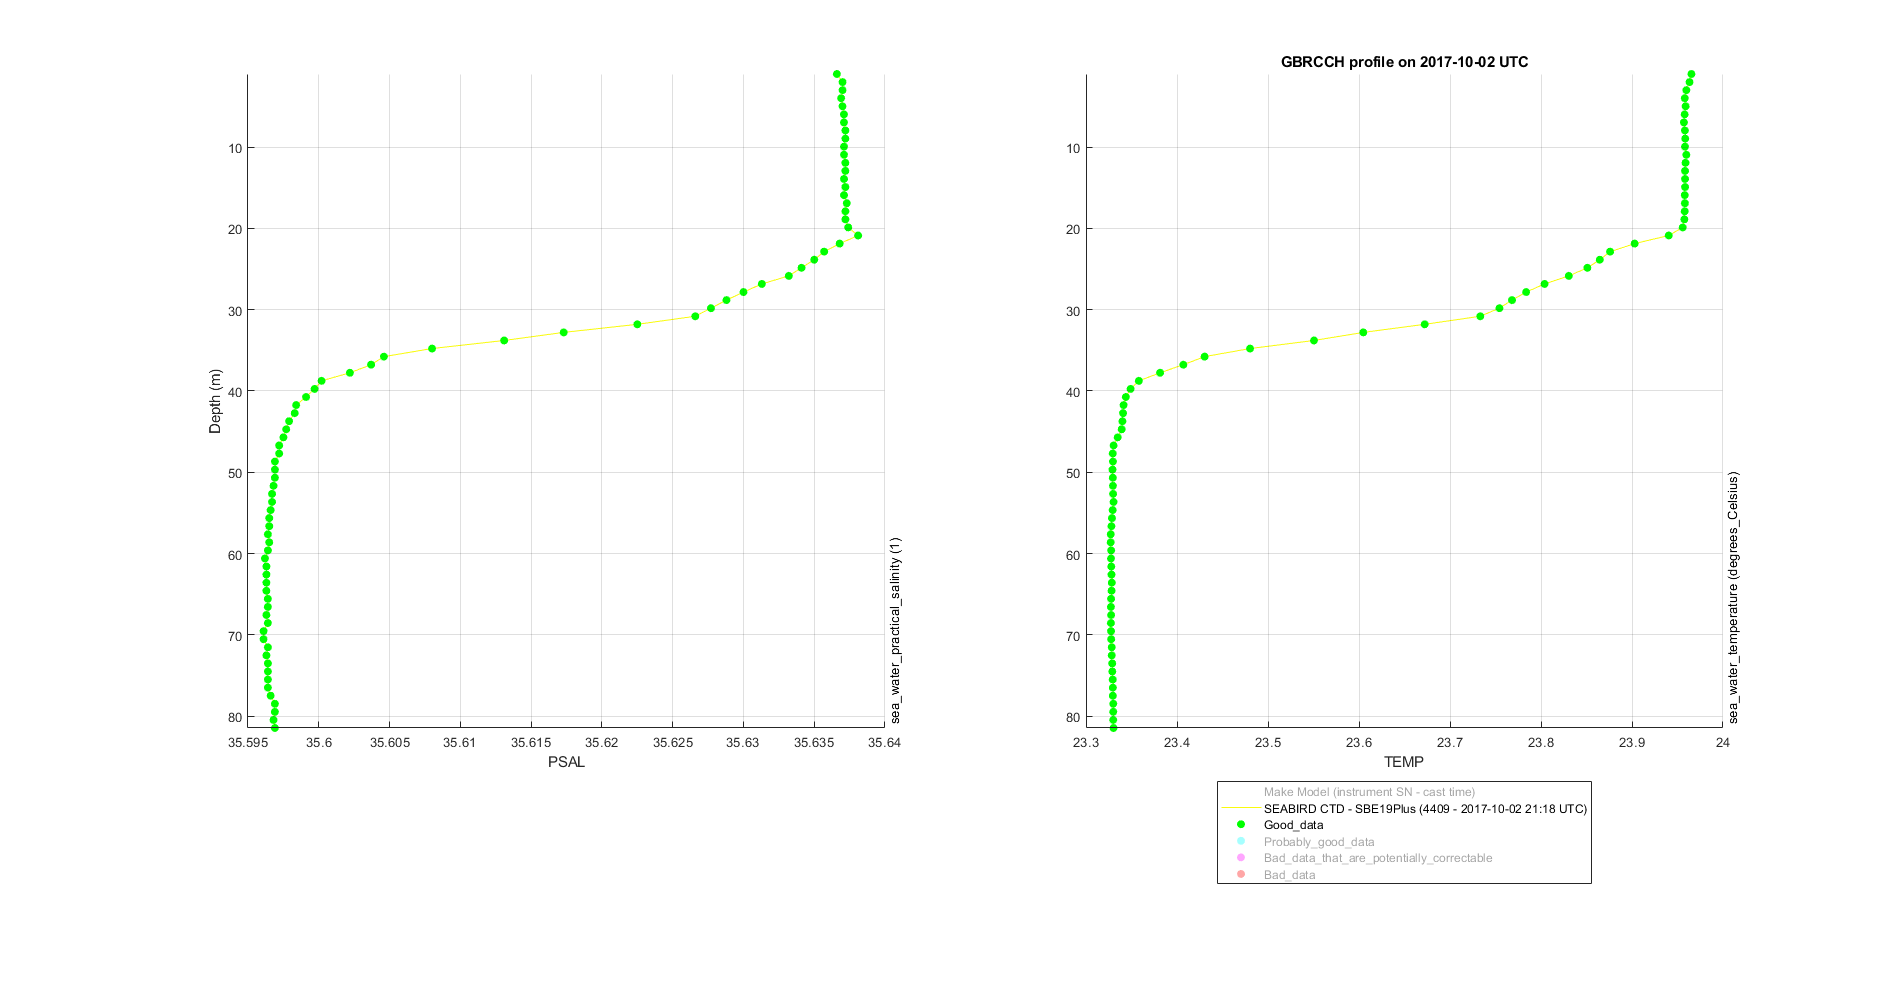 GBRCCH profile on 2017-10-02 UTC
Depth (m)
10
20
30
40
50
60
70
80
35.595 35.6 35.605 35.61 35.615 35.62 35.625 35.63 35.635 35.64
PSAL
sea_water_practical_salinity (1)
10
20
30
40
50
60
70
80
23.3 23.4 23.5 23.6 23.7 23.8 23.9 24
TEMP
sea_water_temperature (degrees_Celsius)
Make Model (instrument SN - cast time)
SEABIRD CTD - SBE19Plus (4409 - 2017-10-02 21:18 UTC)
Good_data
Probably_good_data
Bad_data_that_are_potentially_correctable
Bad_data